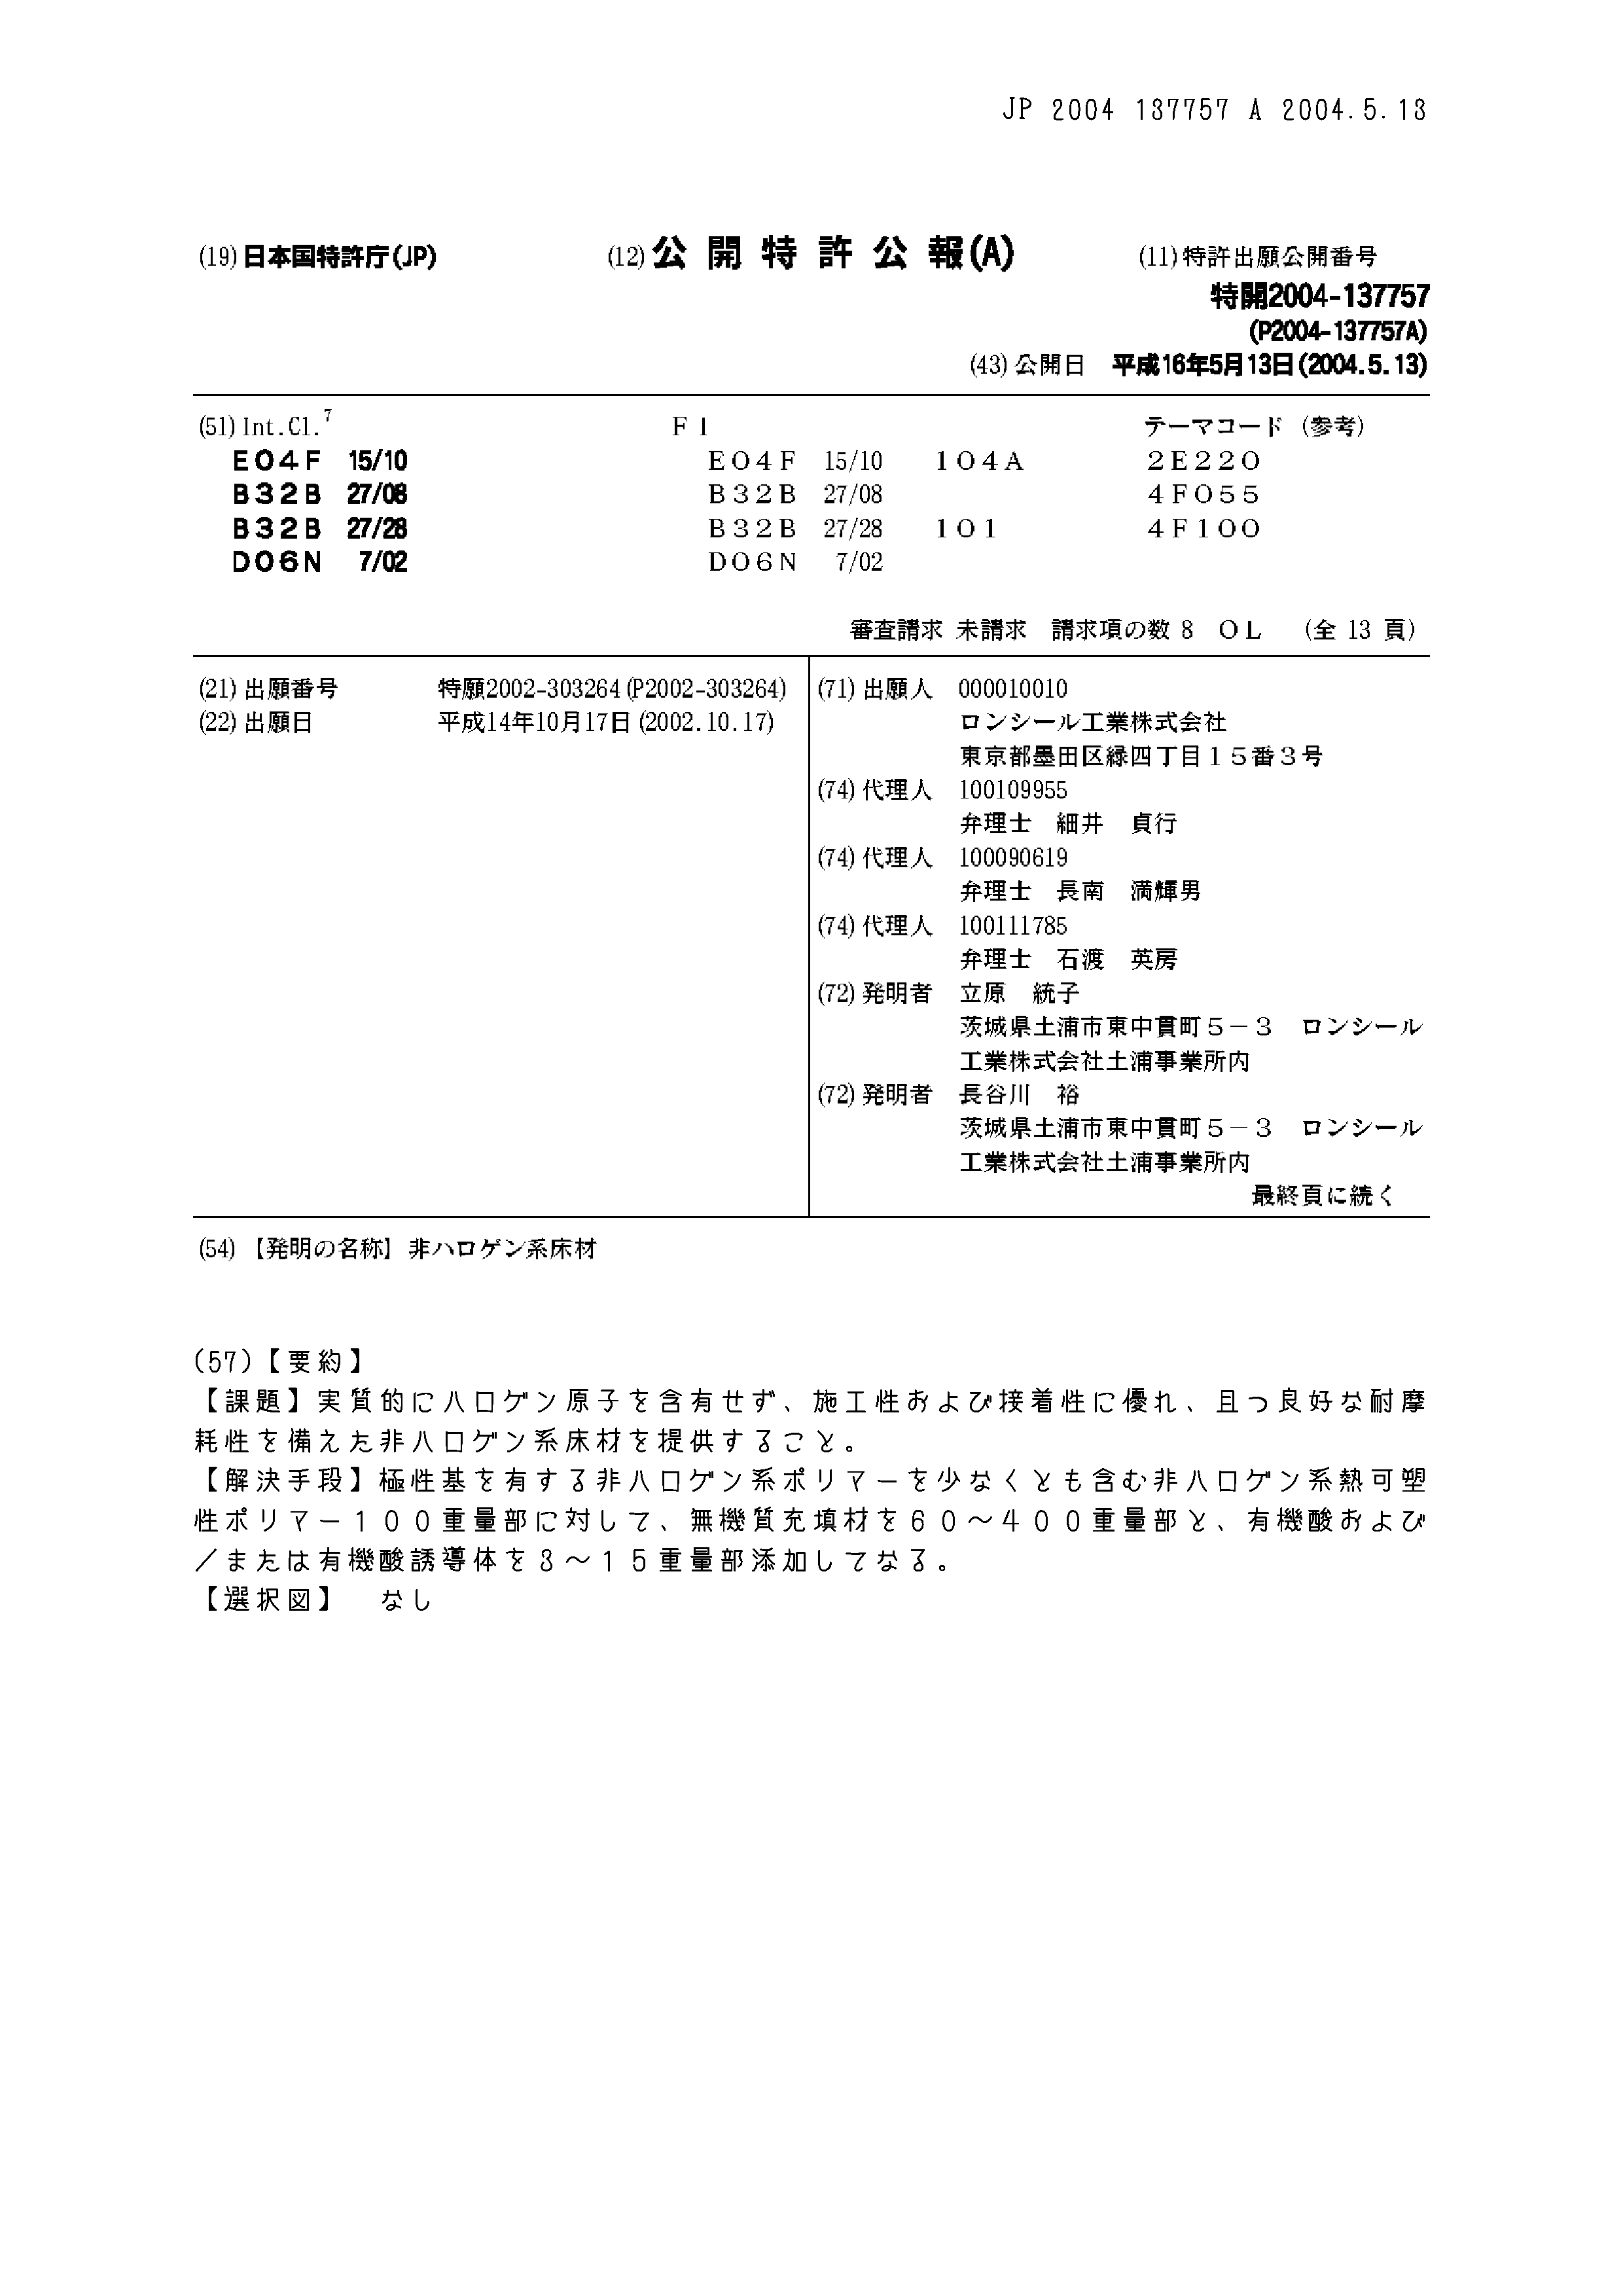 JP 2004 137757 A 2004.5.13
(19)日本国特許庁(JP) (12)公開特許公報(A) (11)特許出願公開番号
特開2004-137757
(P2004-137757A)
(43)公開日 平成16年5月13日(2004.5.13)
(51)Int.Cl.7 FI テーマコード(参考)
E04F 15/10 E04F 15/10 104A 2E220
B32B 27/08 B32B 27/08 4F055
B32B 27/28 B32B 27/28 101 4F100
D06N 7/02 D06N 7/02
審査請求 未請求 請求項の数 8 OL (全 13 頁)
(21)出願番号 特願2002-303264(P2002-303264)
(22)出願日 平成14年10月17日(2002.10.17)
(71)出願人 000010010
ロンシール工業株式会社
東京都墨田区緑四丁目15番3号
(74)代理人 100109955
弁理士 細井 貞行
(74)代理人 100090619
弁理士 長南 満輝男
(74)代理人 100111785
弁理士 石渡 英房
(72)発明者 立原 統子
茨城県土浦市東中貫町5-3 ロンシール
工業株式会社土浦事業所内
(72)発明者 長谷川 裕
茨城県土浦市東中貫町5-3 ロンシール
工業株式会社土浦事業所内
最終頁に続く
(54)【発明の名称】非ハロゲン系床材
(57)【要約】
【課題】実質的にハロゲン原子を含有せず、施工性および接着性に優れ、且つ良好な耐摩
耗性を備えた非ハロゲン系床材を提供すること。
【解決手段】極性基を有する非ハロゲン系ポリマーを少なくとも含む非ハロゲン系熱可塑
性ポリマー100重量部に対して、無機質充填材を60～400重量部と、有機酸および
/または有機酸誘導体を3～15重量部添加してなる。
【選択図】 なし